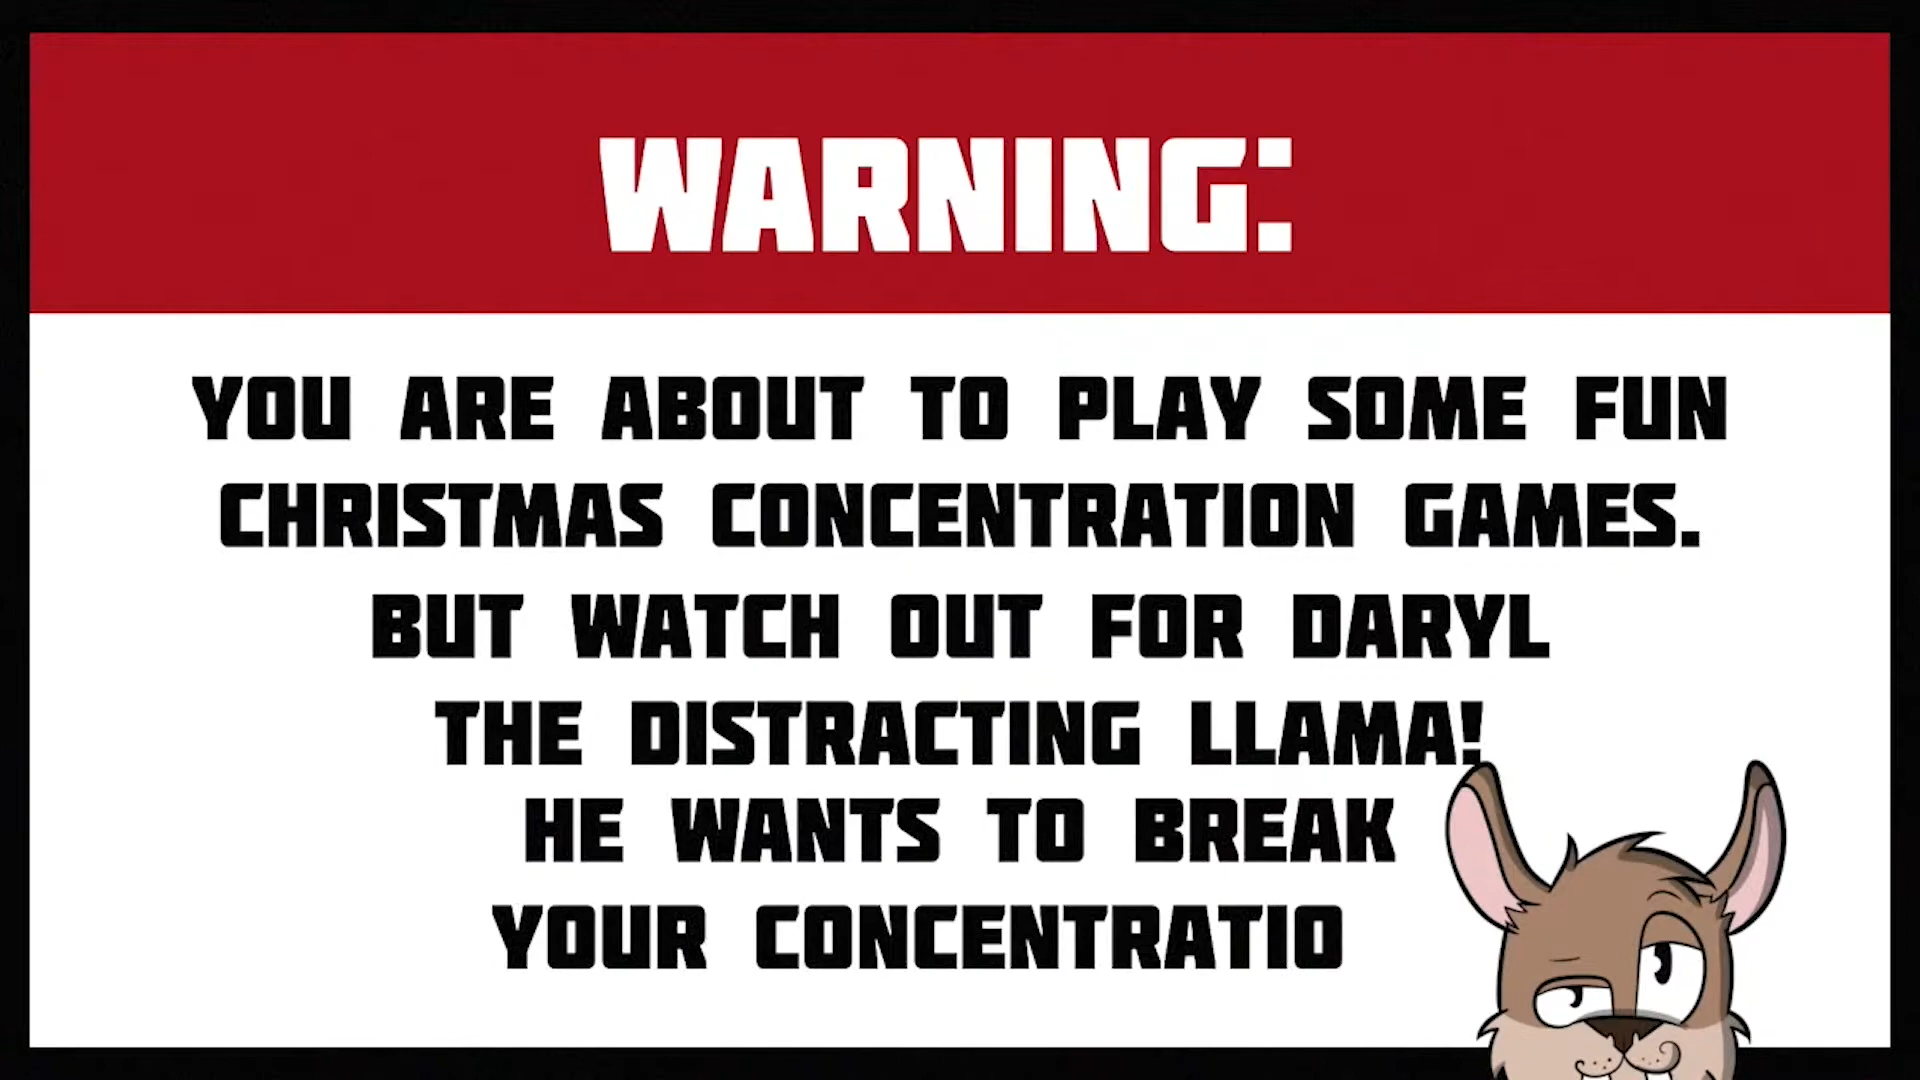 WARNING:
YOU ARE ABOUT TO PLAY SOME FUN
CHRISTMAS CONCENTRATION GAMES.
BUT WATCH OUT FOR DARYL
THE DISTRACTING LLAMA!
HE WANTS TO BREAK
YOUR CONCENTRATIO